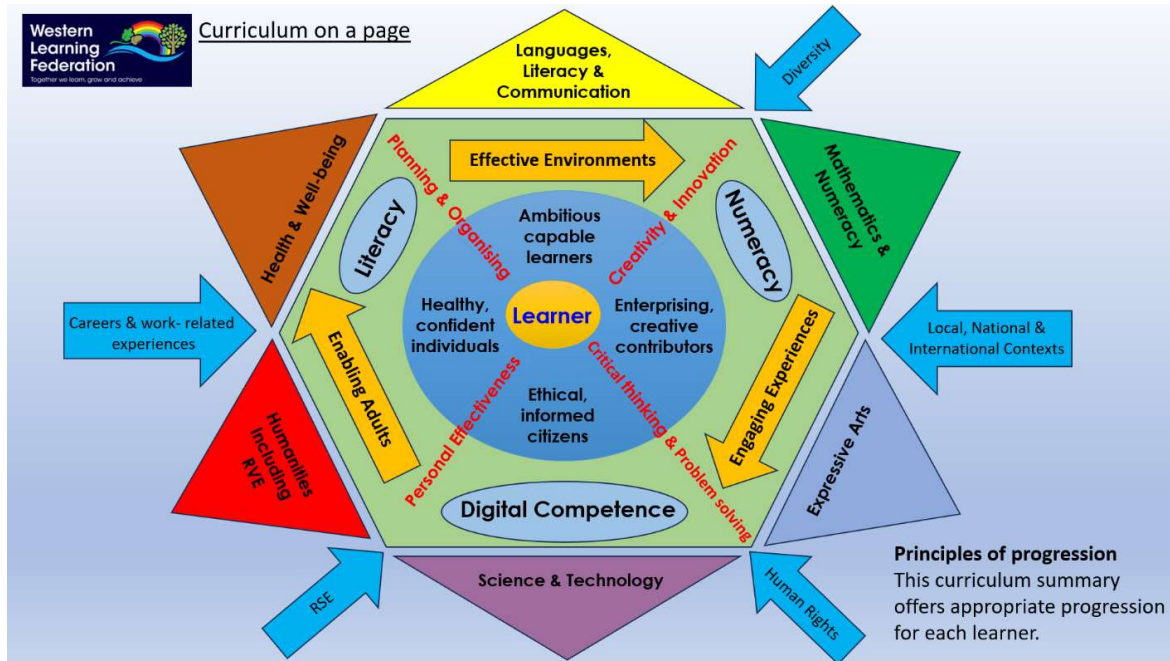 Western
Learning
Federation
Together we learn, grow and achieve
Curriculum on a page
Languages,
Literacy &
Communication
Diversity
Health & Well-being
Mathematics &
Numeracy
Planning & Organising
Effective Environments
Creativity & Innovation
Literacy
Numeracy
Ambitious
capable
learners
Healthy,
confident
individuals
Learner
Enterprising,
creative
contributors
Ethical,
informed
citizens
Careers & work- related
experiences
Local, National &
International Contexts
Enabling Adults
Engaging Experiences
Personal Effectiveness
Critical thinking & Problem solving
Humanities
Including
RVE
Expressive Arts
Digital Competence
Science & Technology
RSE
Human Rights
Principles of progression
This curriculum summary
offers appropriate progression
for each learner.